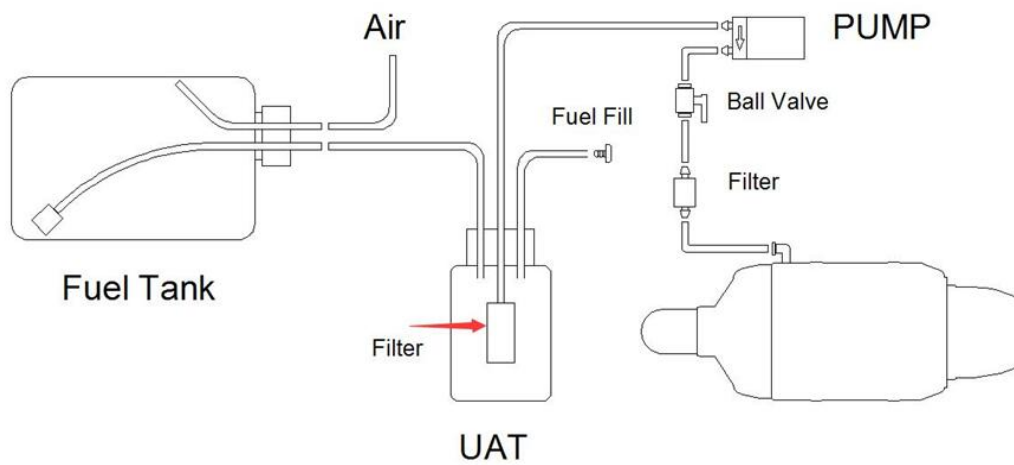 Air
PUMP
Fuel Fill
Ball Valve
Filter
Fuel Tank
Filter
UAT